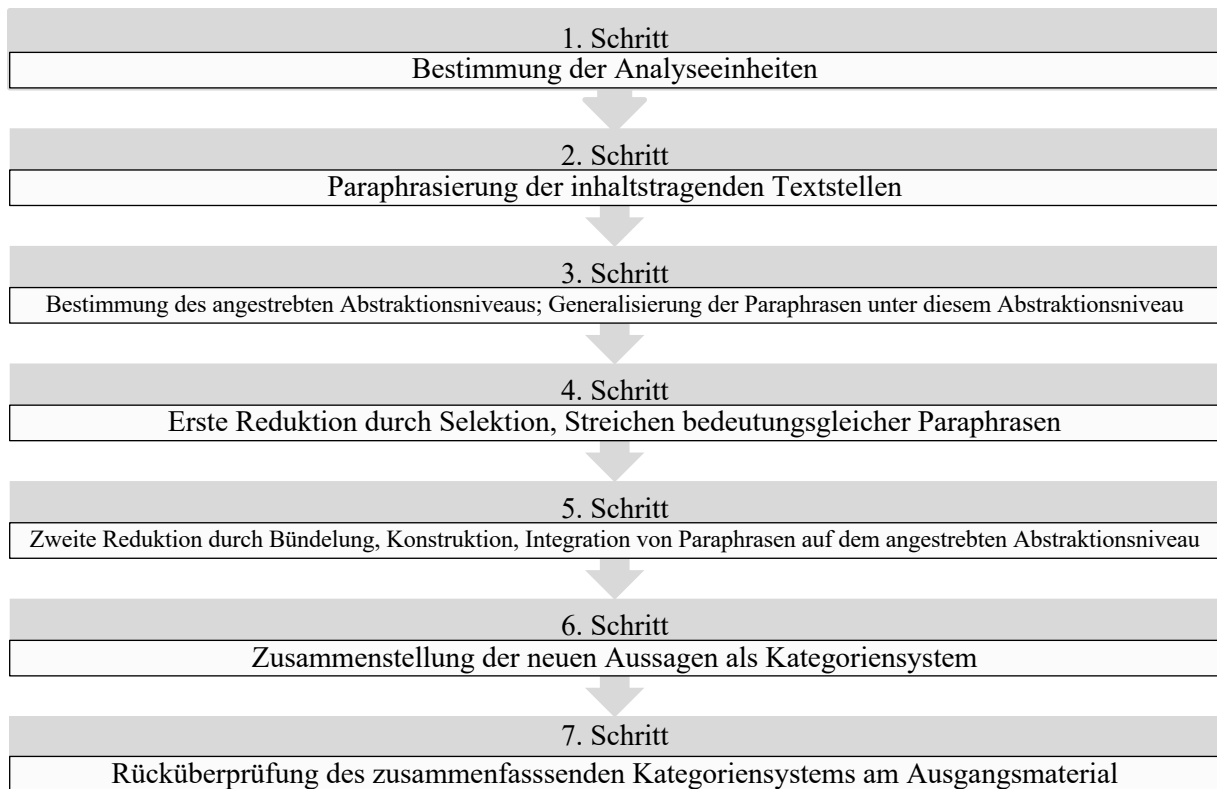 1. Schritt
Bestimmung der Analyseeinheiten
2. Schritt
Paraphrasierung der inhaltstragenden Textstellen
3. Schritt
Bestimmung des angestrebten Abstraktionsniveaus; Generalisierung der Paraphrasen unter diesem Abstraktionsniveau
4. Schritt
Erste Reduktion durch Selektion, Streichen bedeutungsgleicher Paraphrasen
5. Schritt
Zweite Reduktion durch Bündelung, Konstruktion, Integration von Paraphrasen auf dem angestrebten Abstraktionsniveau
6. Schritt
Zusammenstellung der neuen Aussagen als Kategoriensystem
7. Schritt
Rücküberprüfung des zusammenfasssenden Kategoriensystems am Ausgangsmaterial